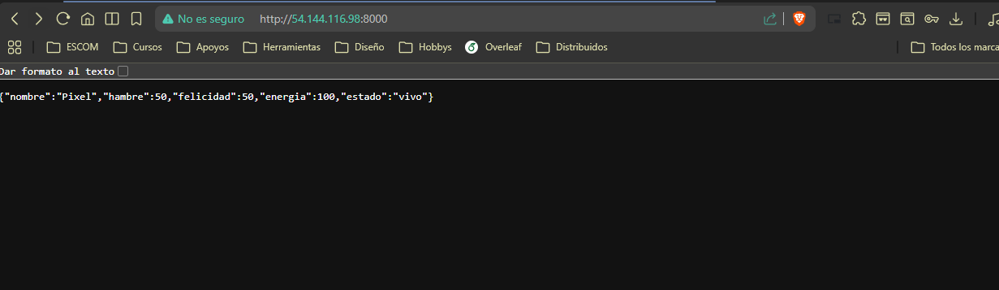 No es seguro http://54.144.116.98:8000
ESCOM Cursos Apoyos Herramientas Diseño Hobbys Overleaf Distribuidos Todos los marca
Dar formato al texto
{"nombre":"Pixel","hambre":50,"felicidad":50,"energia":100,"estado":"vivo"}